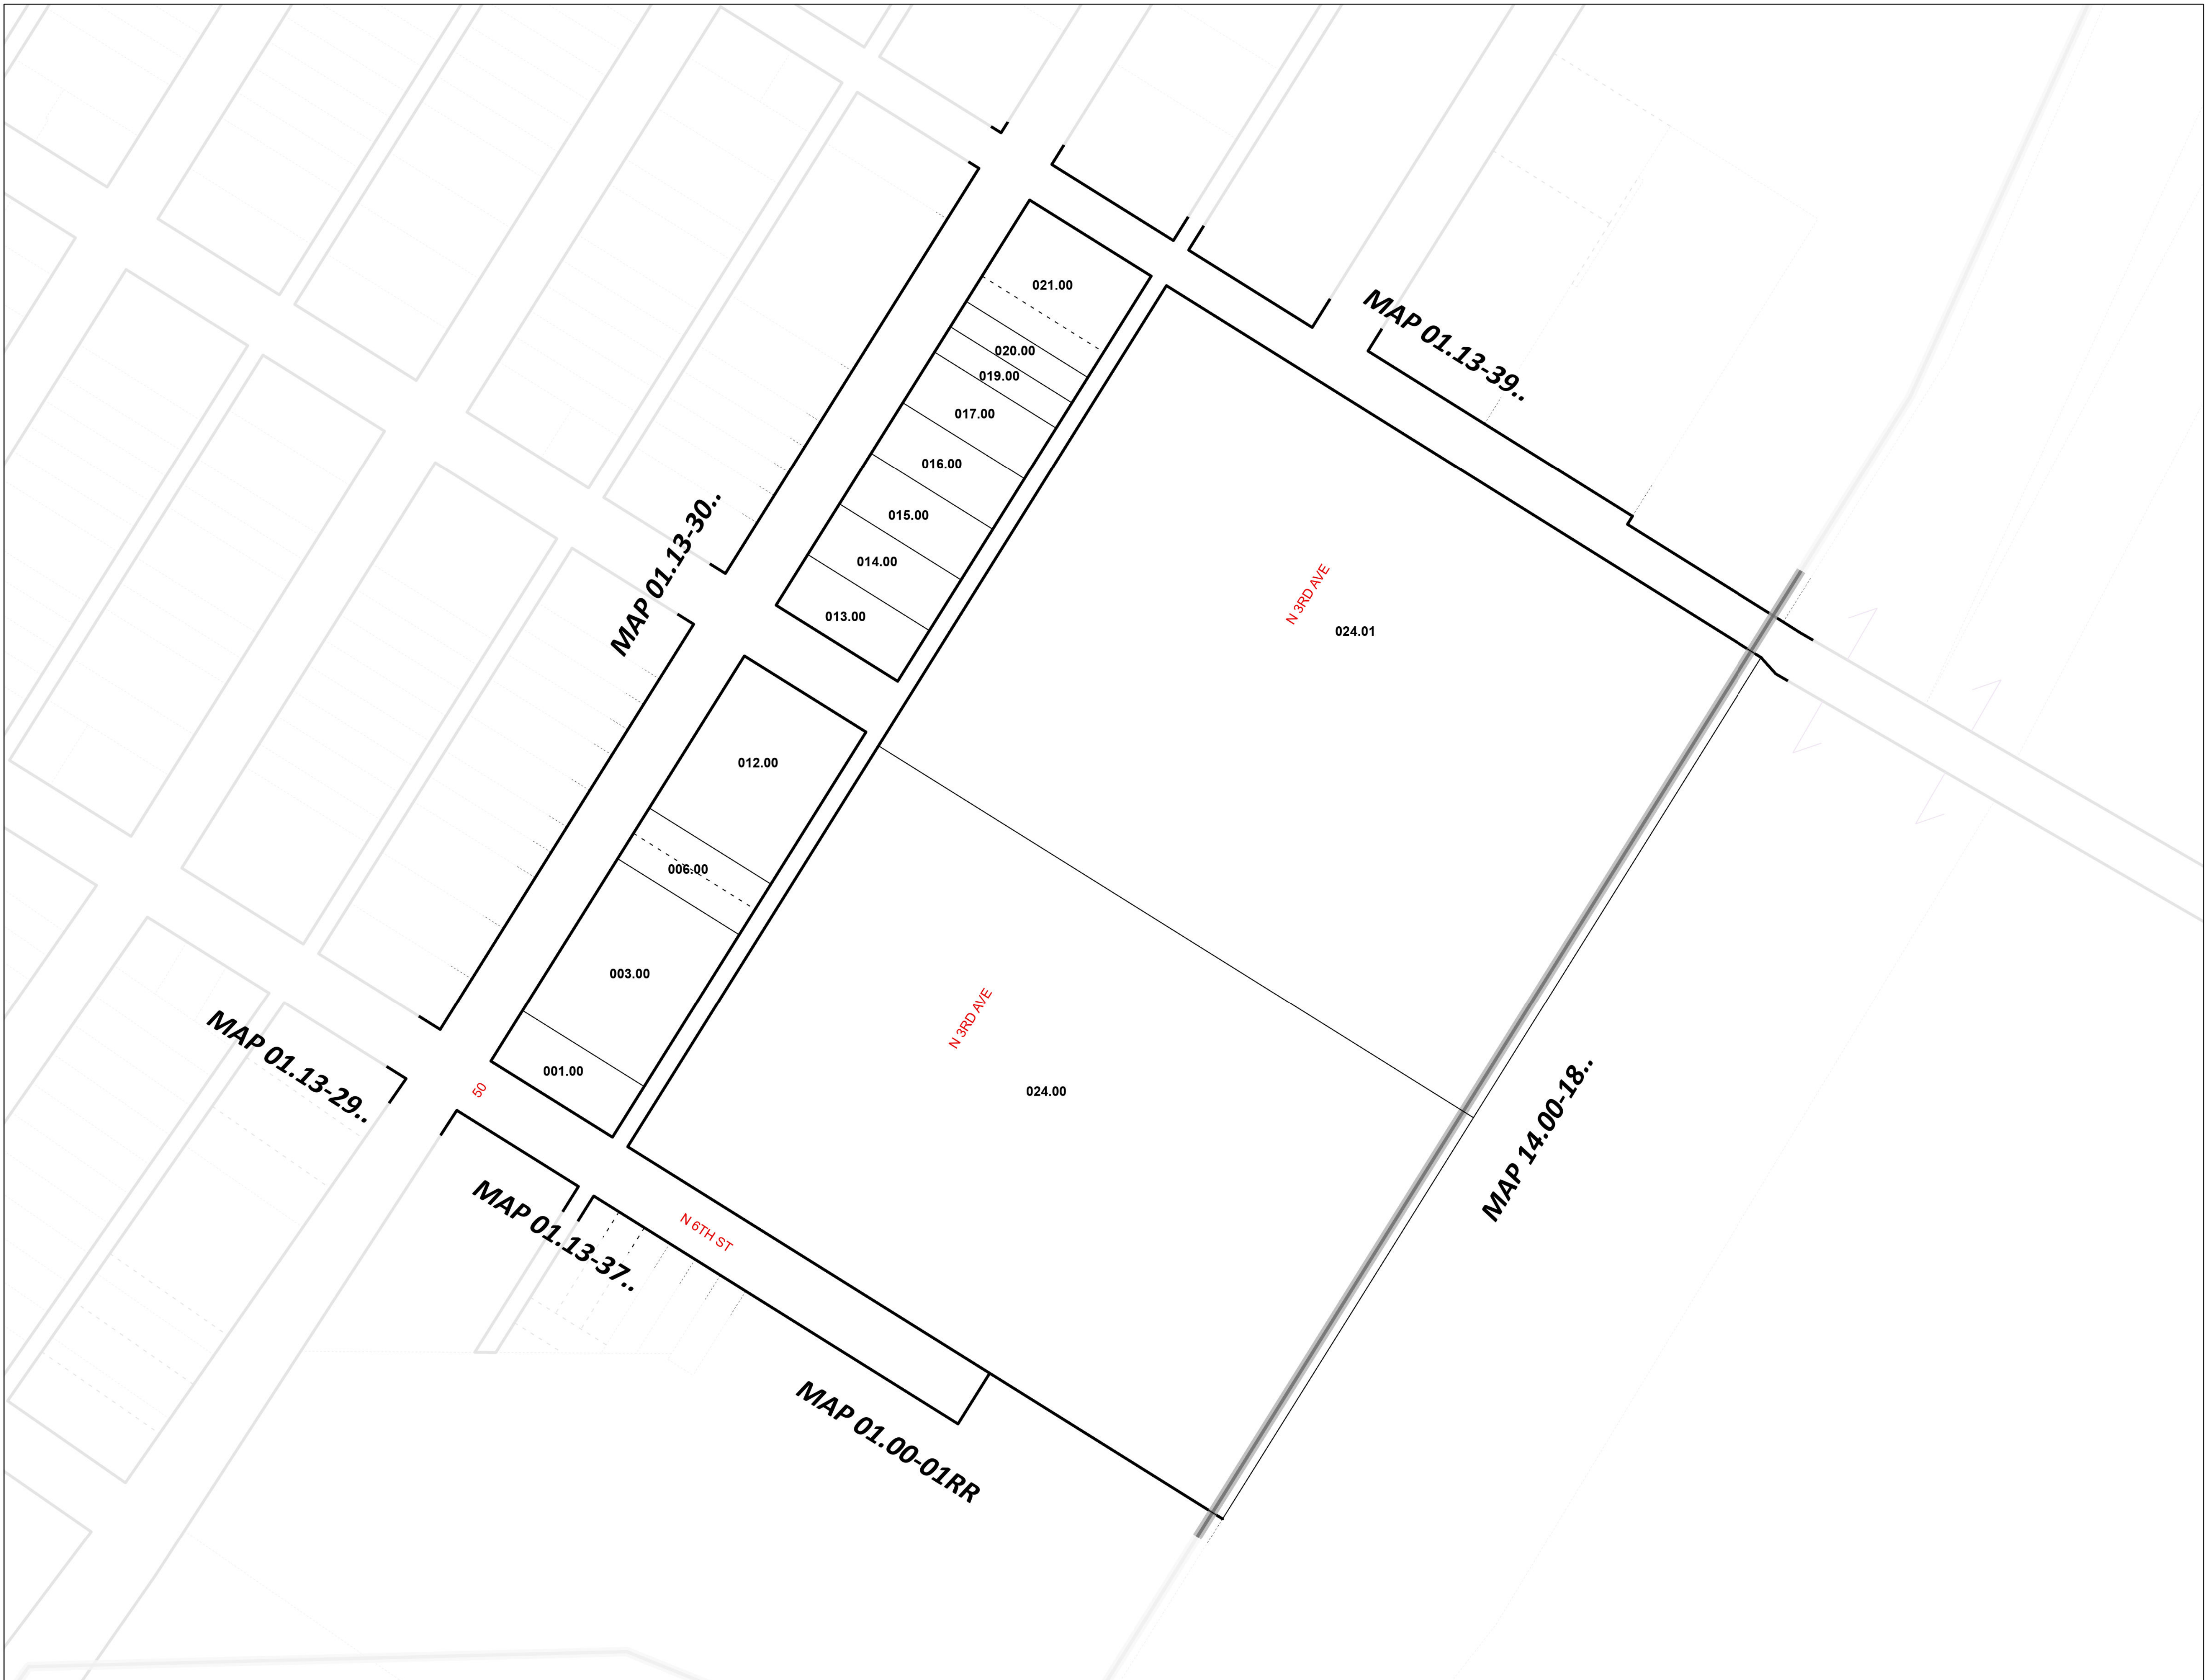 021.00
MAP 01.13-39..
020.00
019.00
017.00
016.00
015.00
014.00
MAP 01.13-30..
013.00
N 3RD AVE
024.01
012.00
006.00
003.00
N 3RD AVE
001.00
50
024.00
MAP 01.13-29..
MAP 14.00-18..
MAP 01.13-37..
N 6TH ST
MAP 01.00-01RR